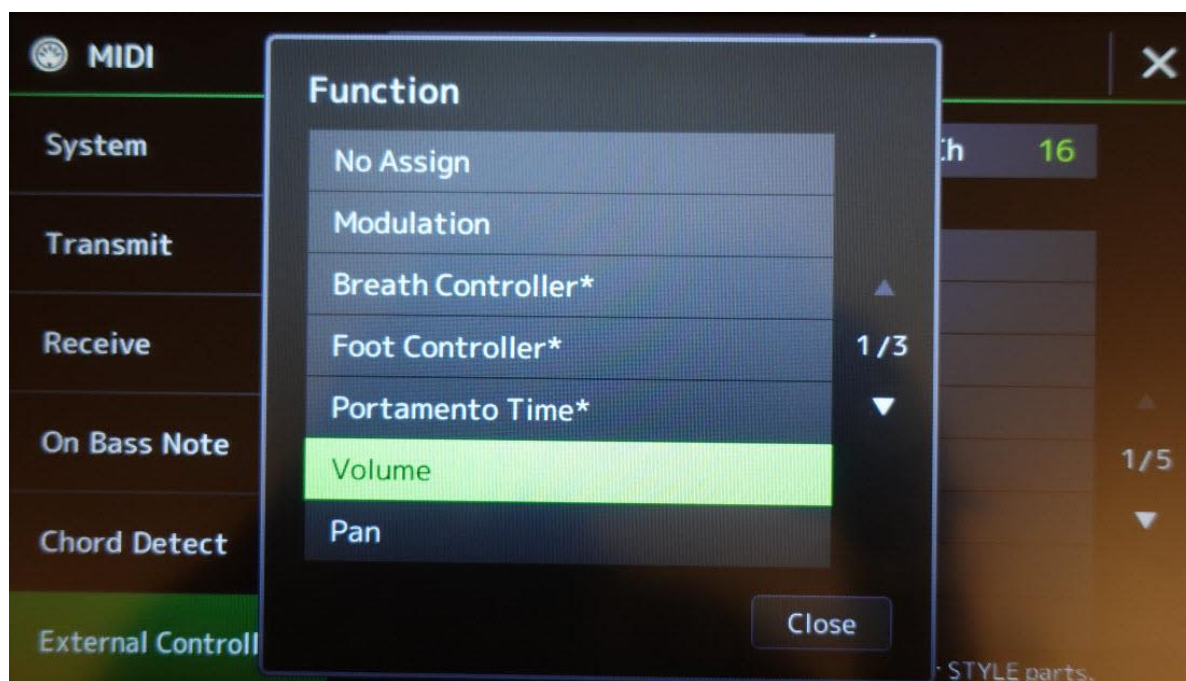 MIDI
Function
System
No Assign
Ch 16
Modulation
Transmit
Breath Controller*
Receive
Foot Controller*
1/3
Portamento Time*
On Bass Note
Volume
1/5
Pan
Chord Detect
Close
External Controll
STYLE parts.